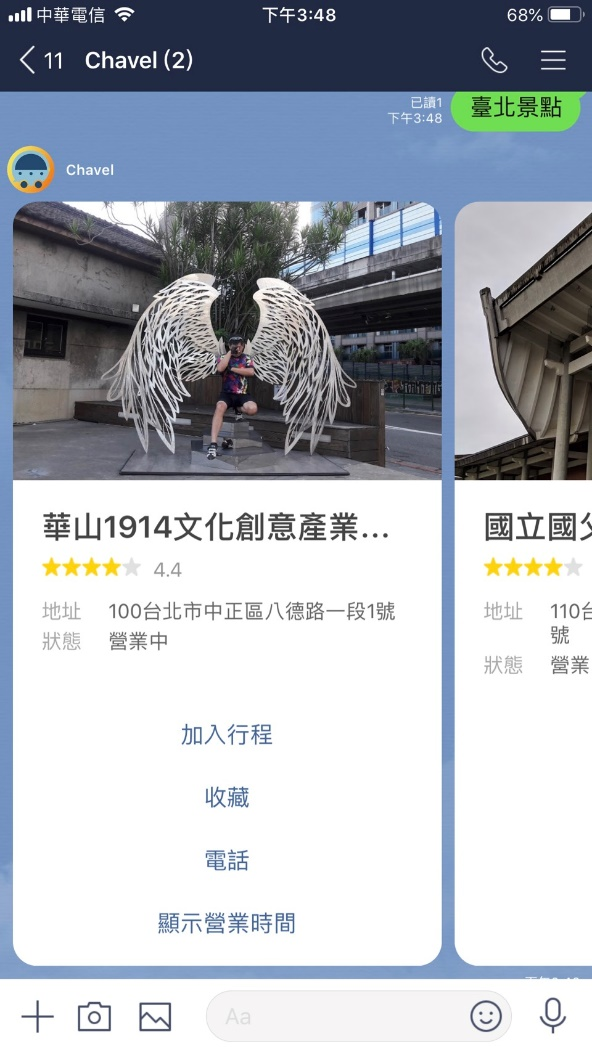 中華電信
下午3:48
68%
11
Chavel (2)
已讀1
下午3:48
臺北景點
Chavel
華山1914文化創意產業...
4.4
地址 100台北市中正區八德路一段1號
狀態 營業中
加入行程
收藏
電話
顯示營業時間
國立國
地址 110
號
狀態 營業
Aa